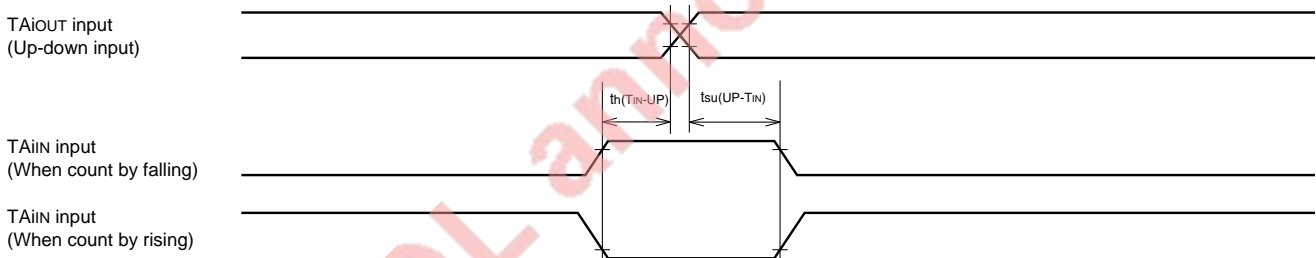 TAiOUT input
(Up-down input)
th(TIN-UP) tsu(UP-TIN)
TAiIN input
(When count by falling)
TAiIN input
(When count by rising)